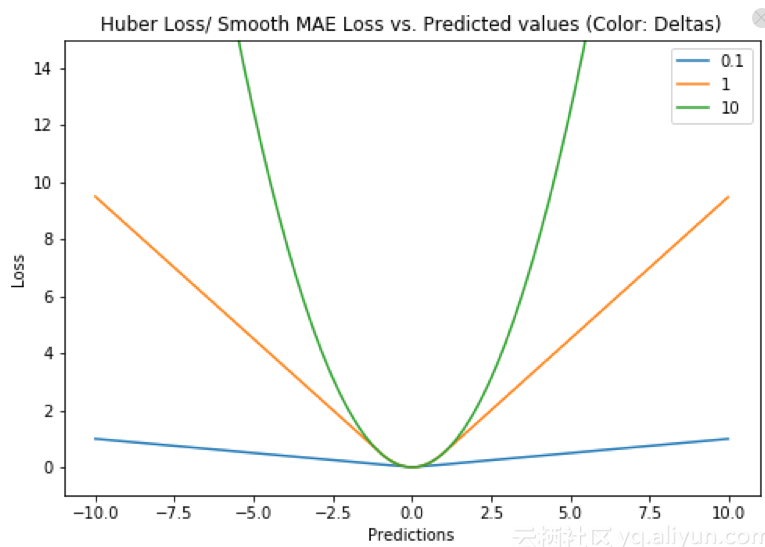 Huber Loss/ Smooth MAE Loss vs. Predicted values (Color: Deltas)
0.1
1
10
14
12
10
8
6
4
2
0
Loss
−10.0 −7.5 −5.0 −2.5 0.0 2.5 5.0 7.5 10.0
Predictions
云栖社区 yq.aliyun.com